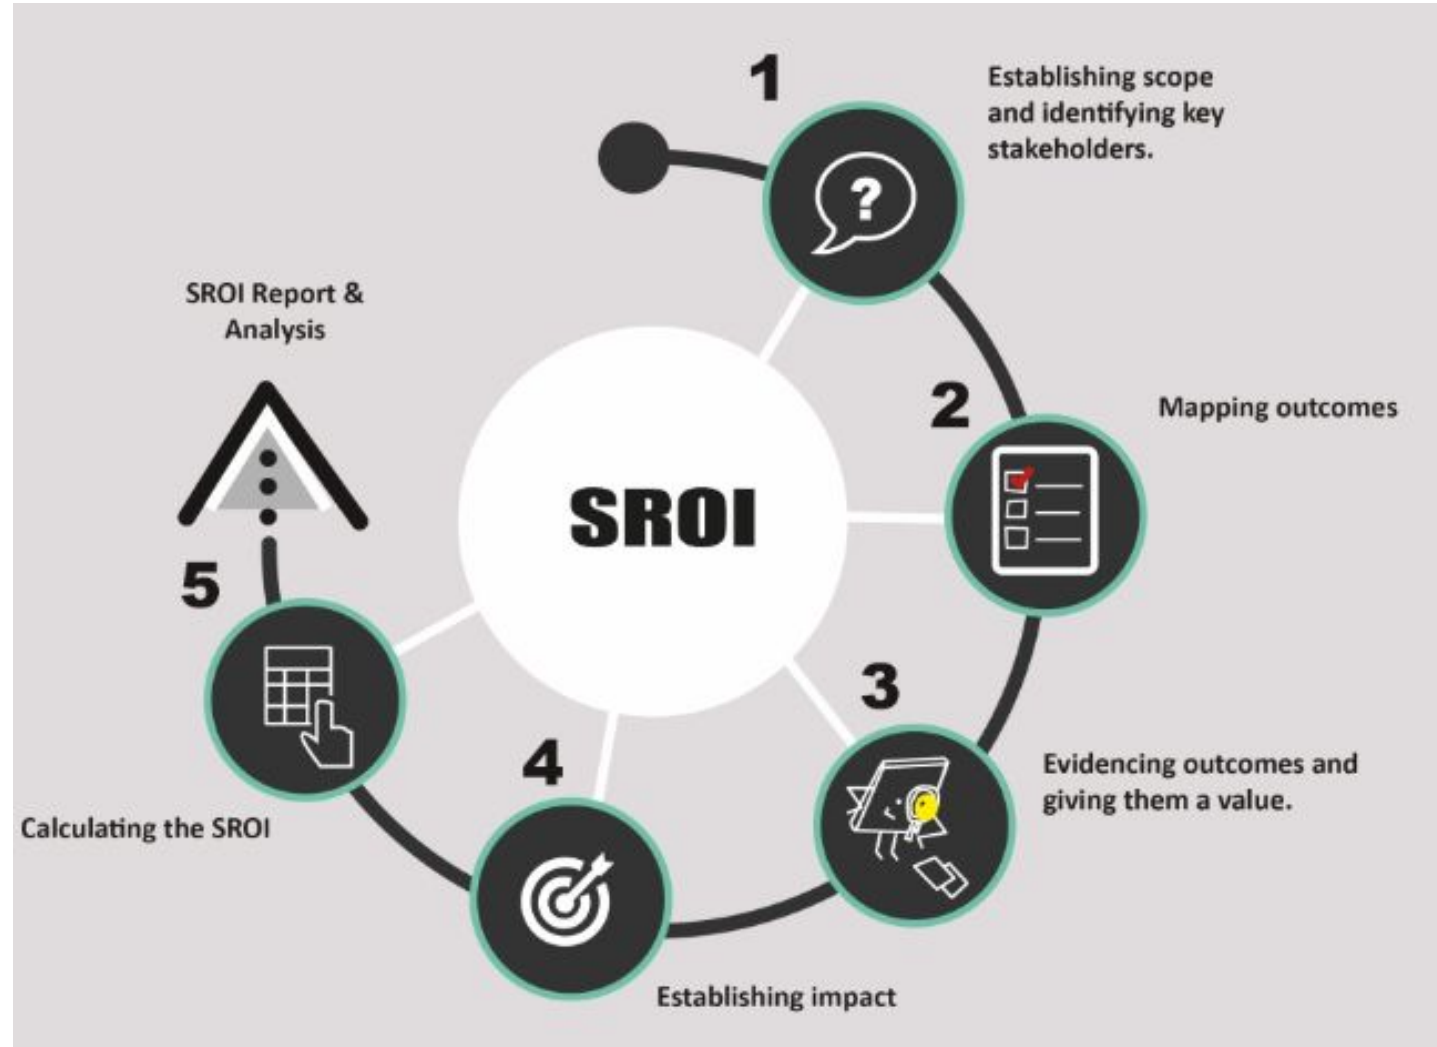 1
Establishing scope
and identifying key
stakeholders.
?
2
Mapping outcomes
SROI
3
Evidencing outcomes and
giving them a value.
4
Establishing impact
5
Calculating the SROI
SROI Report &
Analysis